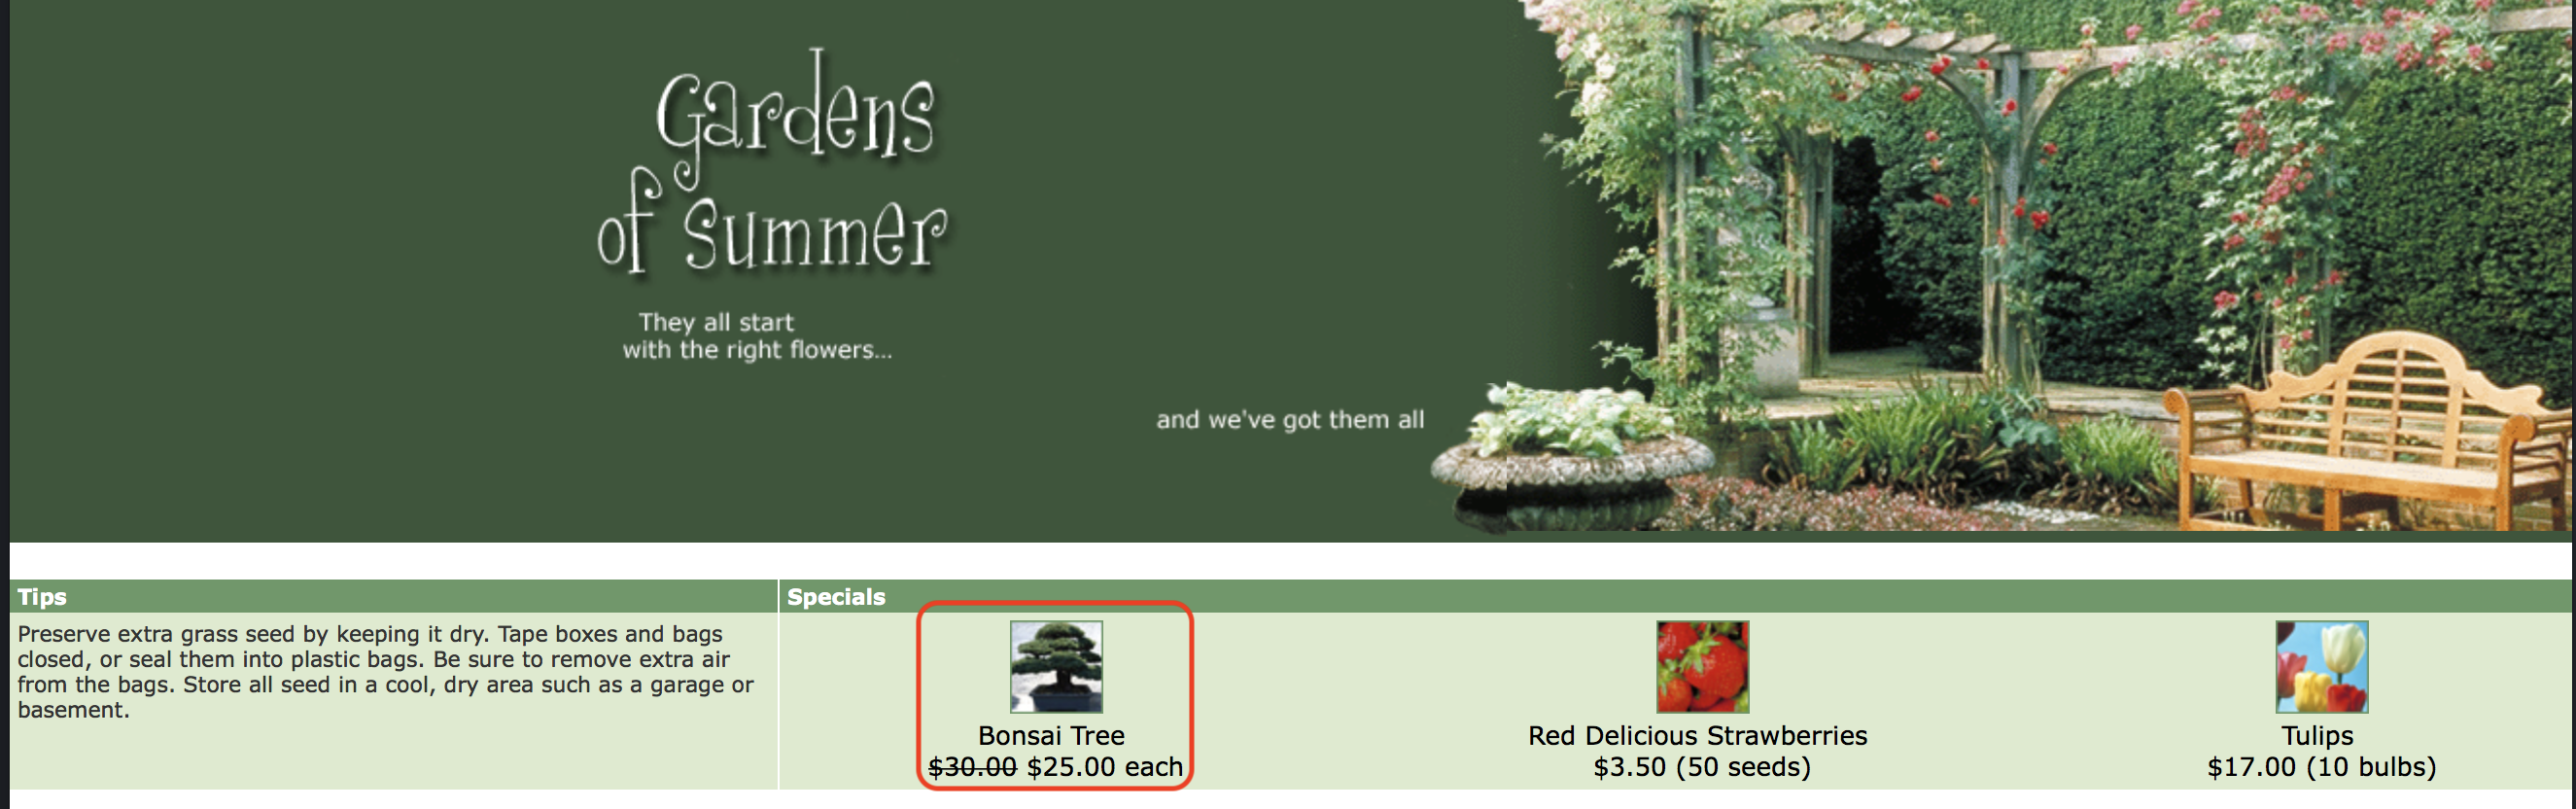 Gardens
of Summer
They all start
with the right flowers...
and we've got them all
Tips
Preserve extra grass seed by keeping it dry. Tape boxes and bags
closed, or seal them into plastic bags. Be sure to remove extra air
from the bags. Store all seed in a cool, dry area such as a garage or
basement.
Specials
Bonsai Tree
$30.00 $25.00 each
Red Delicious Strawberries
$3.50 (50 seeds)
Tulips
$17.00 (10 bulbs)